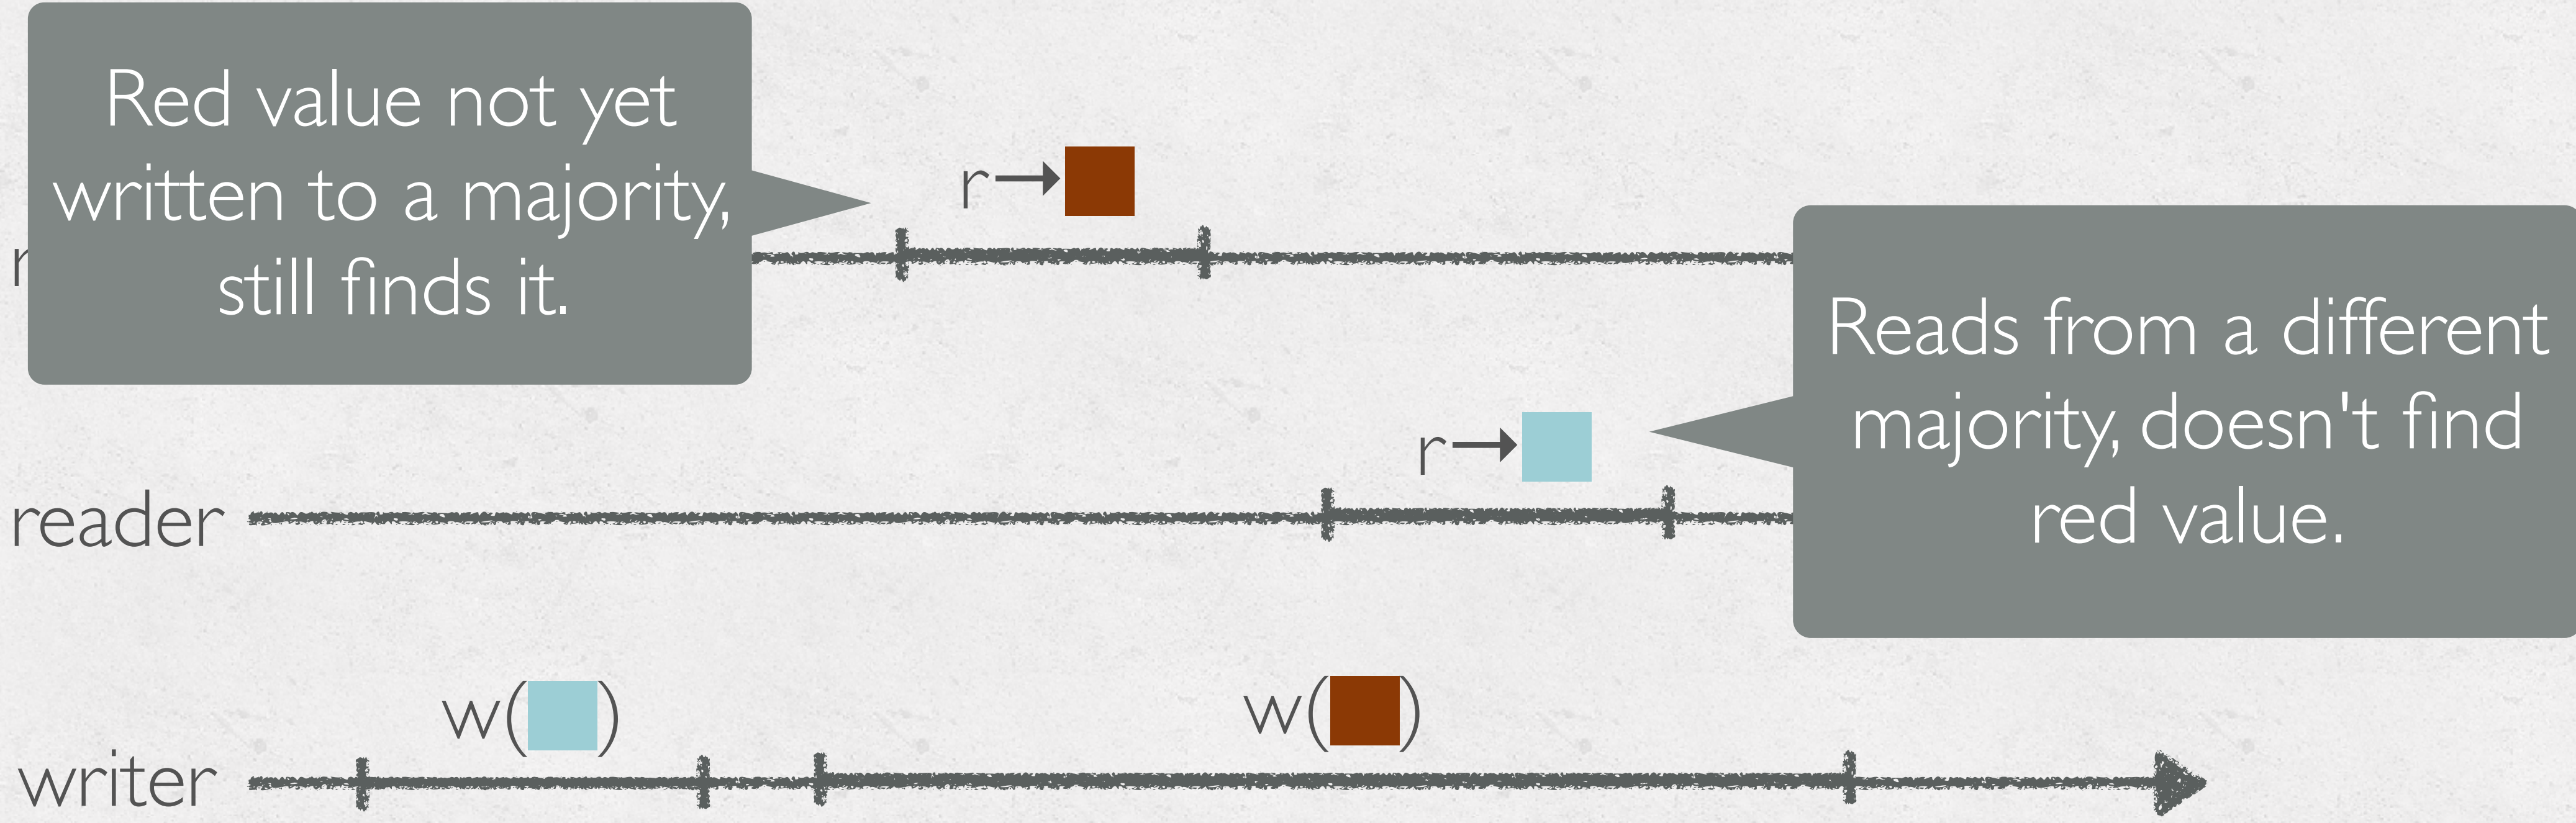 Red value not yet
written to a majority,
still finds it.
r
r
Reads from a different
majority, doesn't find
red value.
r
reader
w( )
w( )
writer